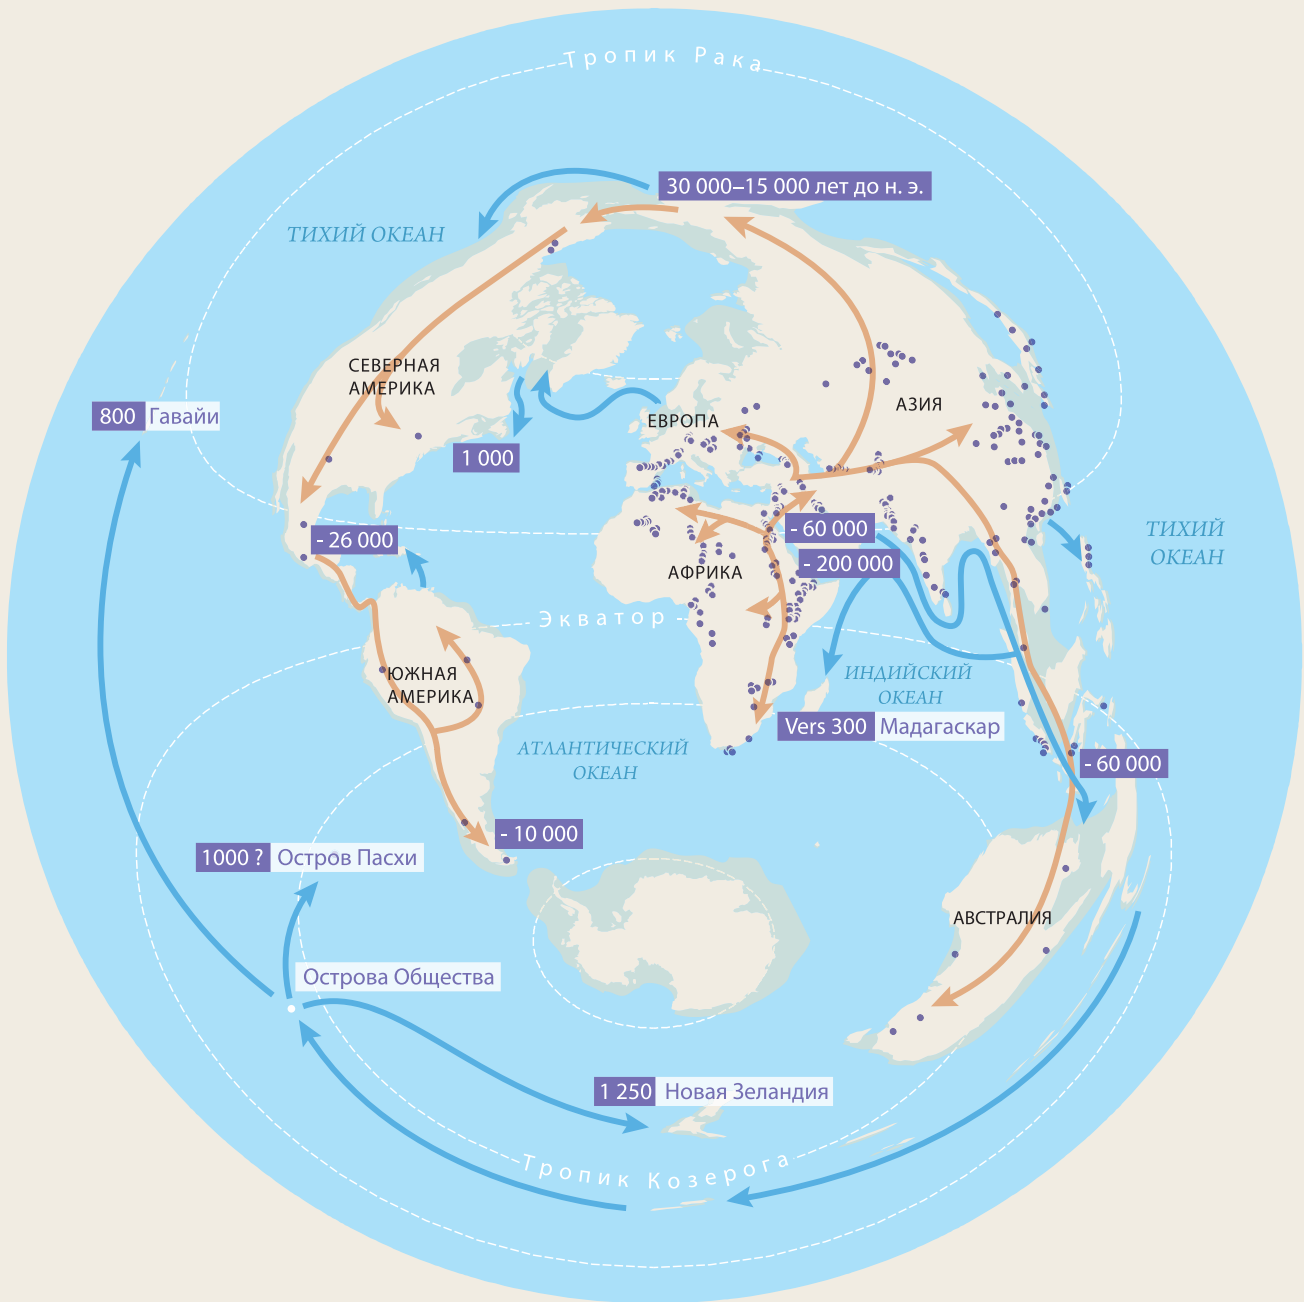 Тропик Рака
30 000–15 000 лет до н. э.
ТИХИЙ ОКЕАН
СЕВЕРНАЯ
АМЕРИКА
АЗИЯ
800 Гавайи
ЕВРОПА
1 000
- 26 000
- 60 000
ТИХИЙ
ОКЕАН
- 200 000
АФРИКА
Экватор
ЮЖНАЯ
АМЕРИКА
ИНДИЙСКИЙ
ОКЕАН
Vers 300 Мадагаскар
АТЛАНТИЧЕСКИЙ
ОКЕАН
- 60 000
- 10 000
1000 ? Остров Пасхи
АВСТРАЛИЯ
Острова Общества
1 250 Новая Зеландия
Тропик Козерога